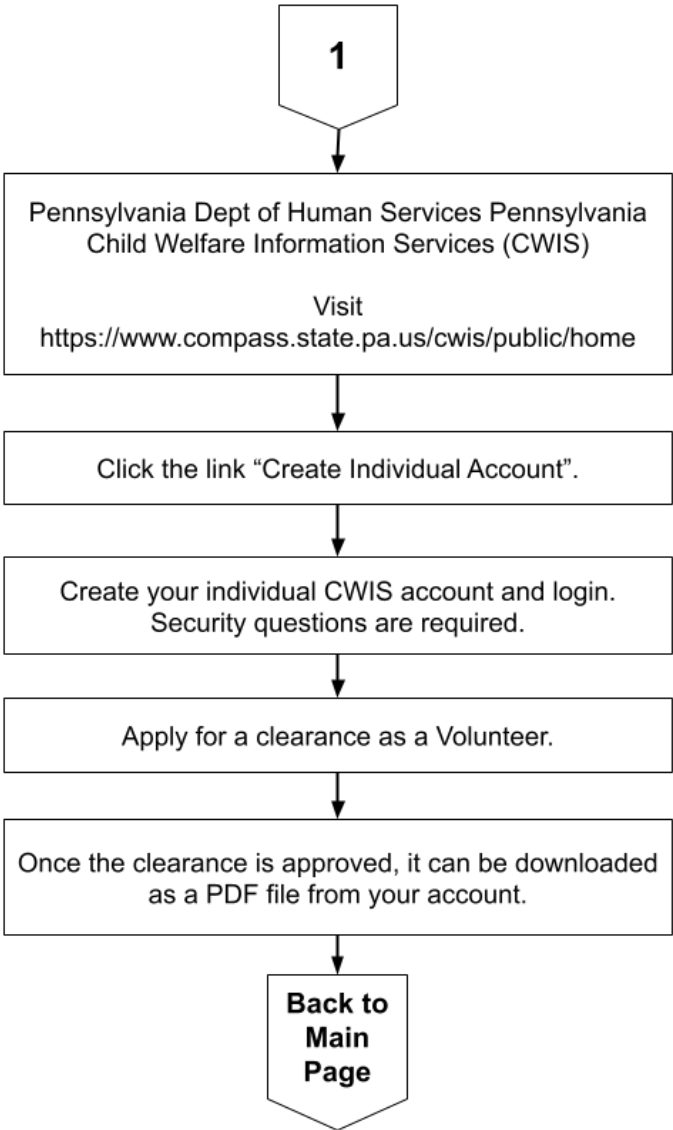 1
Pennsylvania Dept of Human Services Pennsylvania
Child Welfare Information Services (CWIS)
Visit
https://www.compass.state.pa.us/cwis/public/home
Click the link “Create Individual Account”.
Create your individual CWIS account and login.
Security questions are required.
Apply for a clearance as a Volunteer.
Once the clearance is approved, it can be downloaded
as a PDF file from your account.
Back to
Main
Page